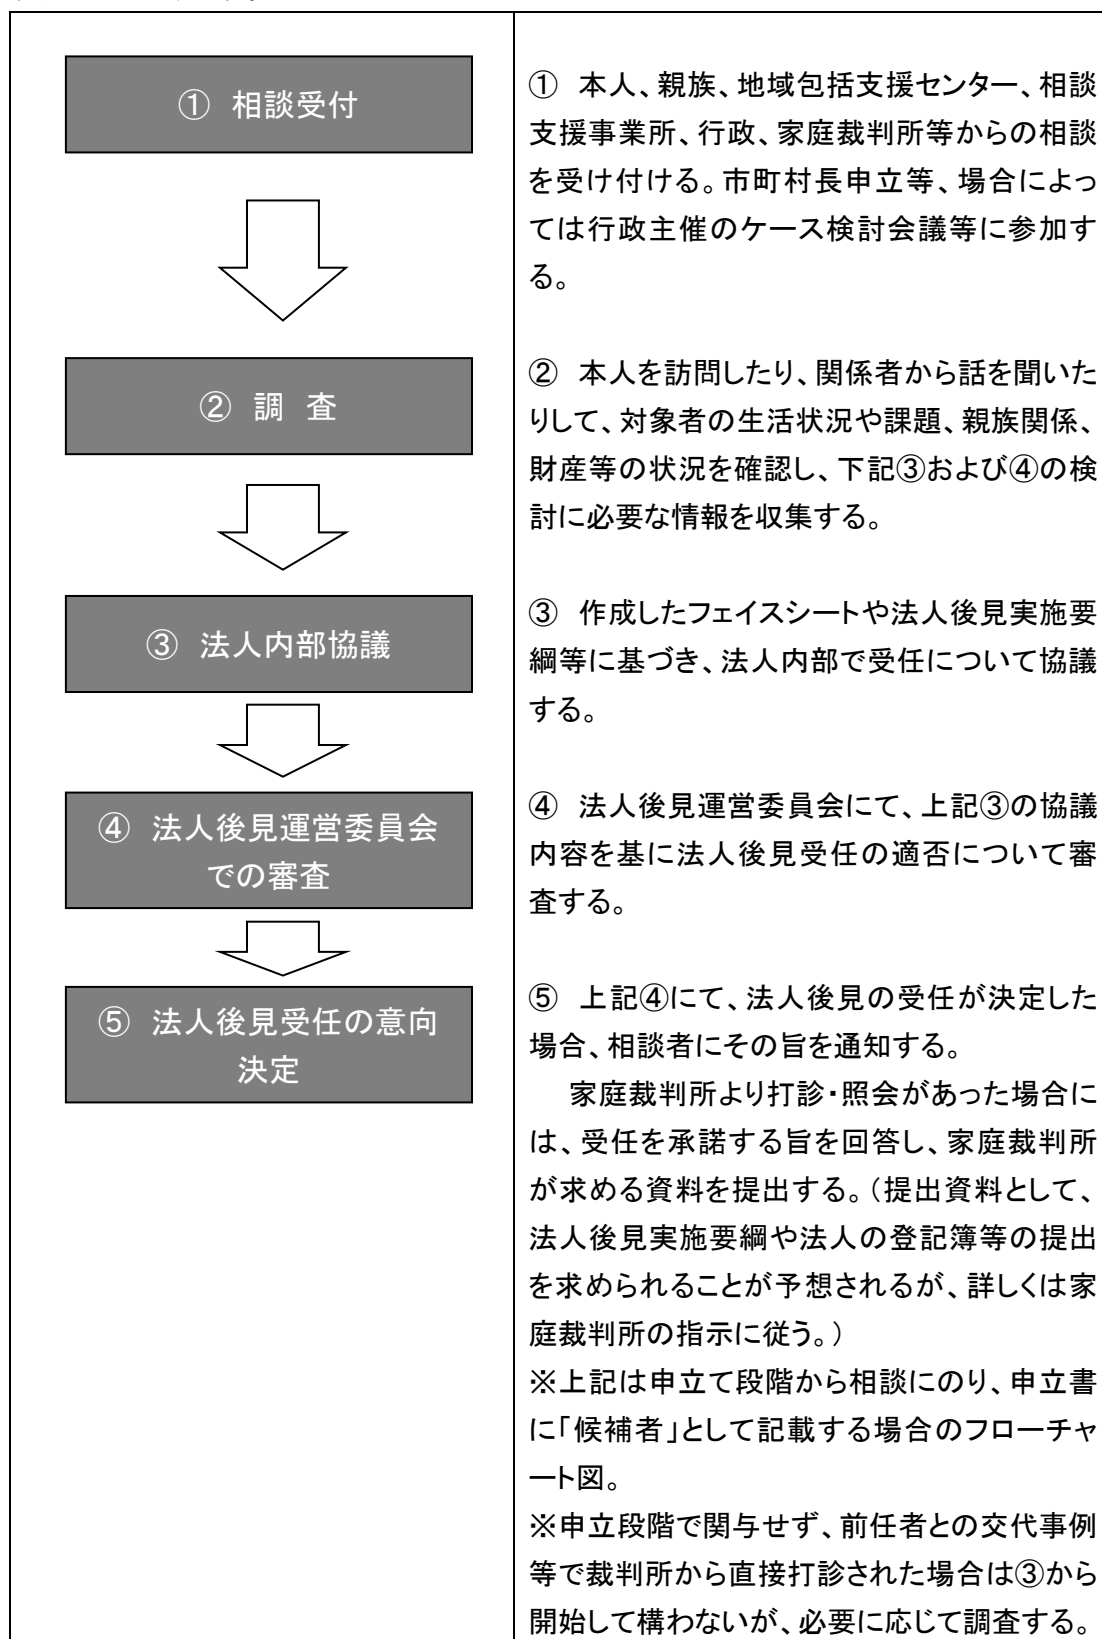 ① 相談受付
② 調 査
③ 法人内部協議
④ 法人後見運営委員会
での審査
⑤ 法人後見受任の意向
決定
① 本人、親族、地域包括支援センター、相談
支援事業所、行政、家庭裁判所等からの相談
を受け付ける。市町村長申立等、場合によっ
ては行政主催のケース検討会議等に参加す
る。
② 本人を訪問したり、関係者から話を聞いた
りして、対象者の生活状況や課題、親族関係、
財産等の状況を確認し、下記③および④の検
討に必要な情報を収集する。
③ 作成したフェイスシートや法人後見実施要
綱等に基づき、法人内部で受任について協議
する。
④ 法人後見運営委員会にて、上記③の協議
内容を基に法人後見受任の適否について審
査する。
⑤ 上記④にて、法人後見の受任が決定した
場合、相談者にその旨を通知する。
家庭裁判所より打診・照会があった場合に
は、受任を承諾する旨を回答し、家庭裁判所
が求める資料を提出する。（提出資料として、
法人後見実施要綱や法人の登記簿等の提出
を求められることが予想されるが、詳しくは家
庭裁判所の指示に従う。）
※上記は申立て段階から相談にのり、申立書
に「候補者」として記載する場合のフローチャ
ート図。
※申立段階で関与せず、前任者との交代事例
等で裁判所から直接打診された場合は③から
開始して構わないが、必要に応じて調査する。